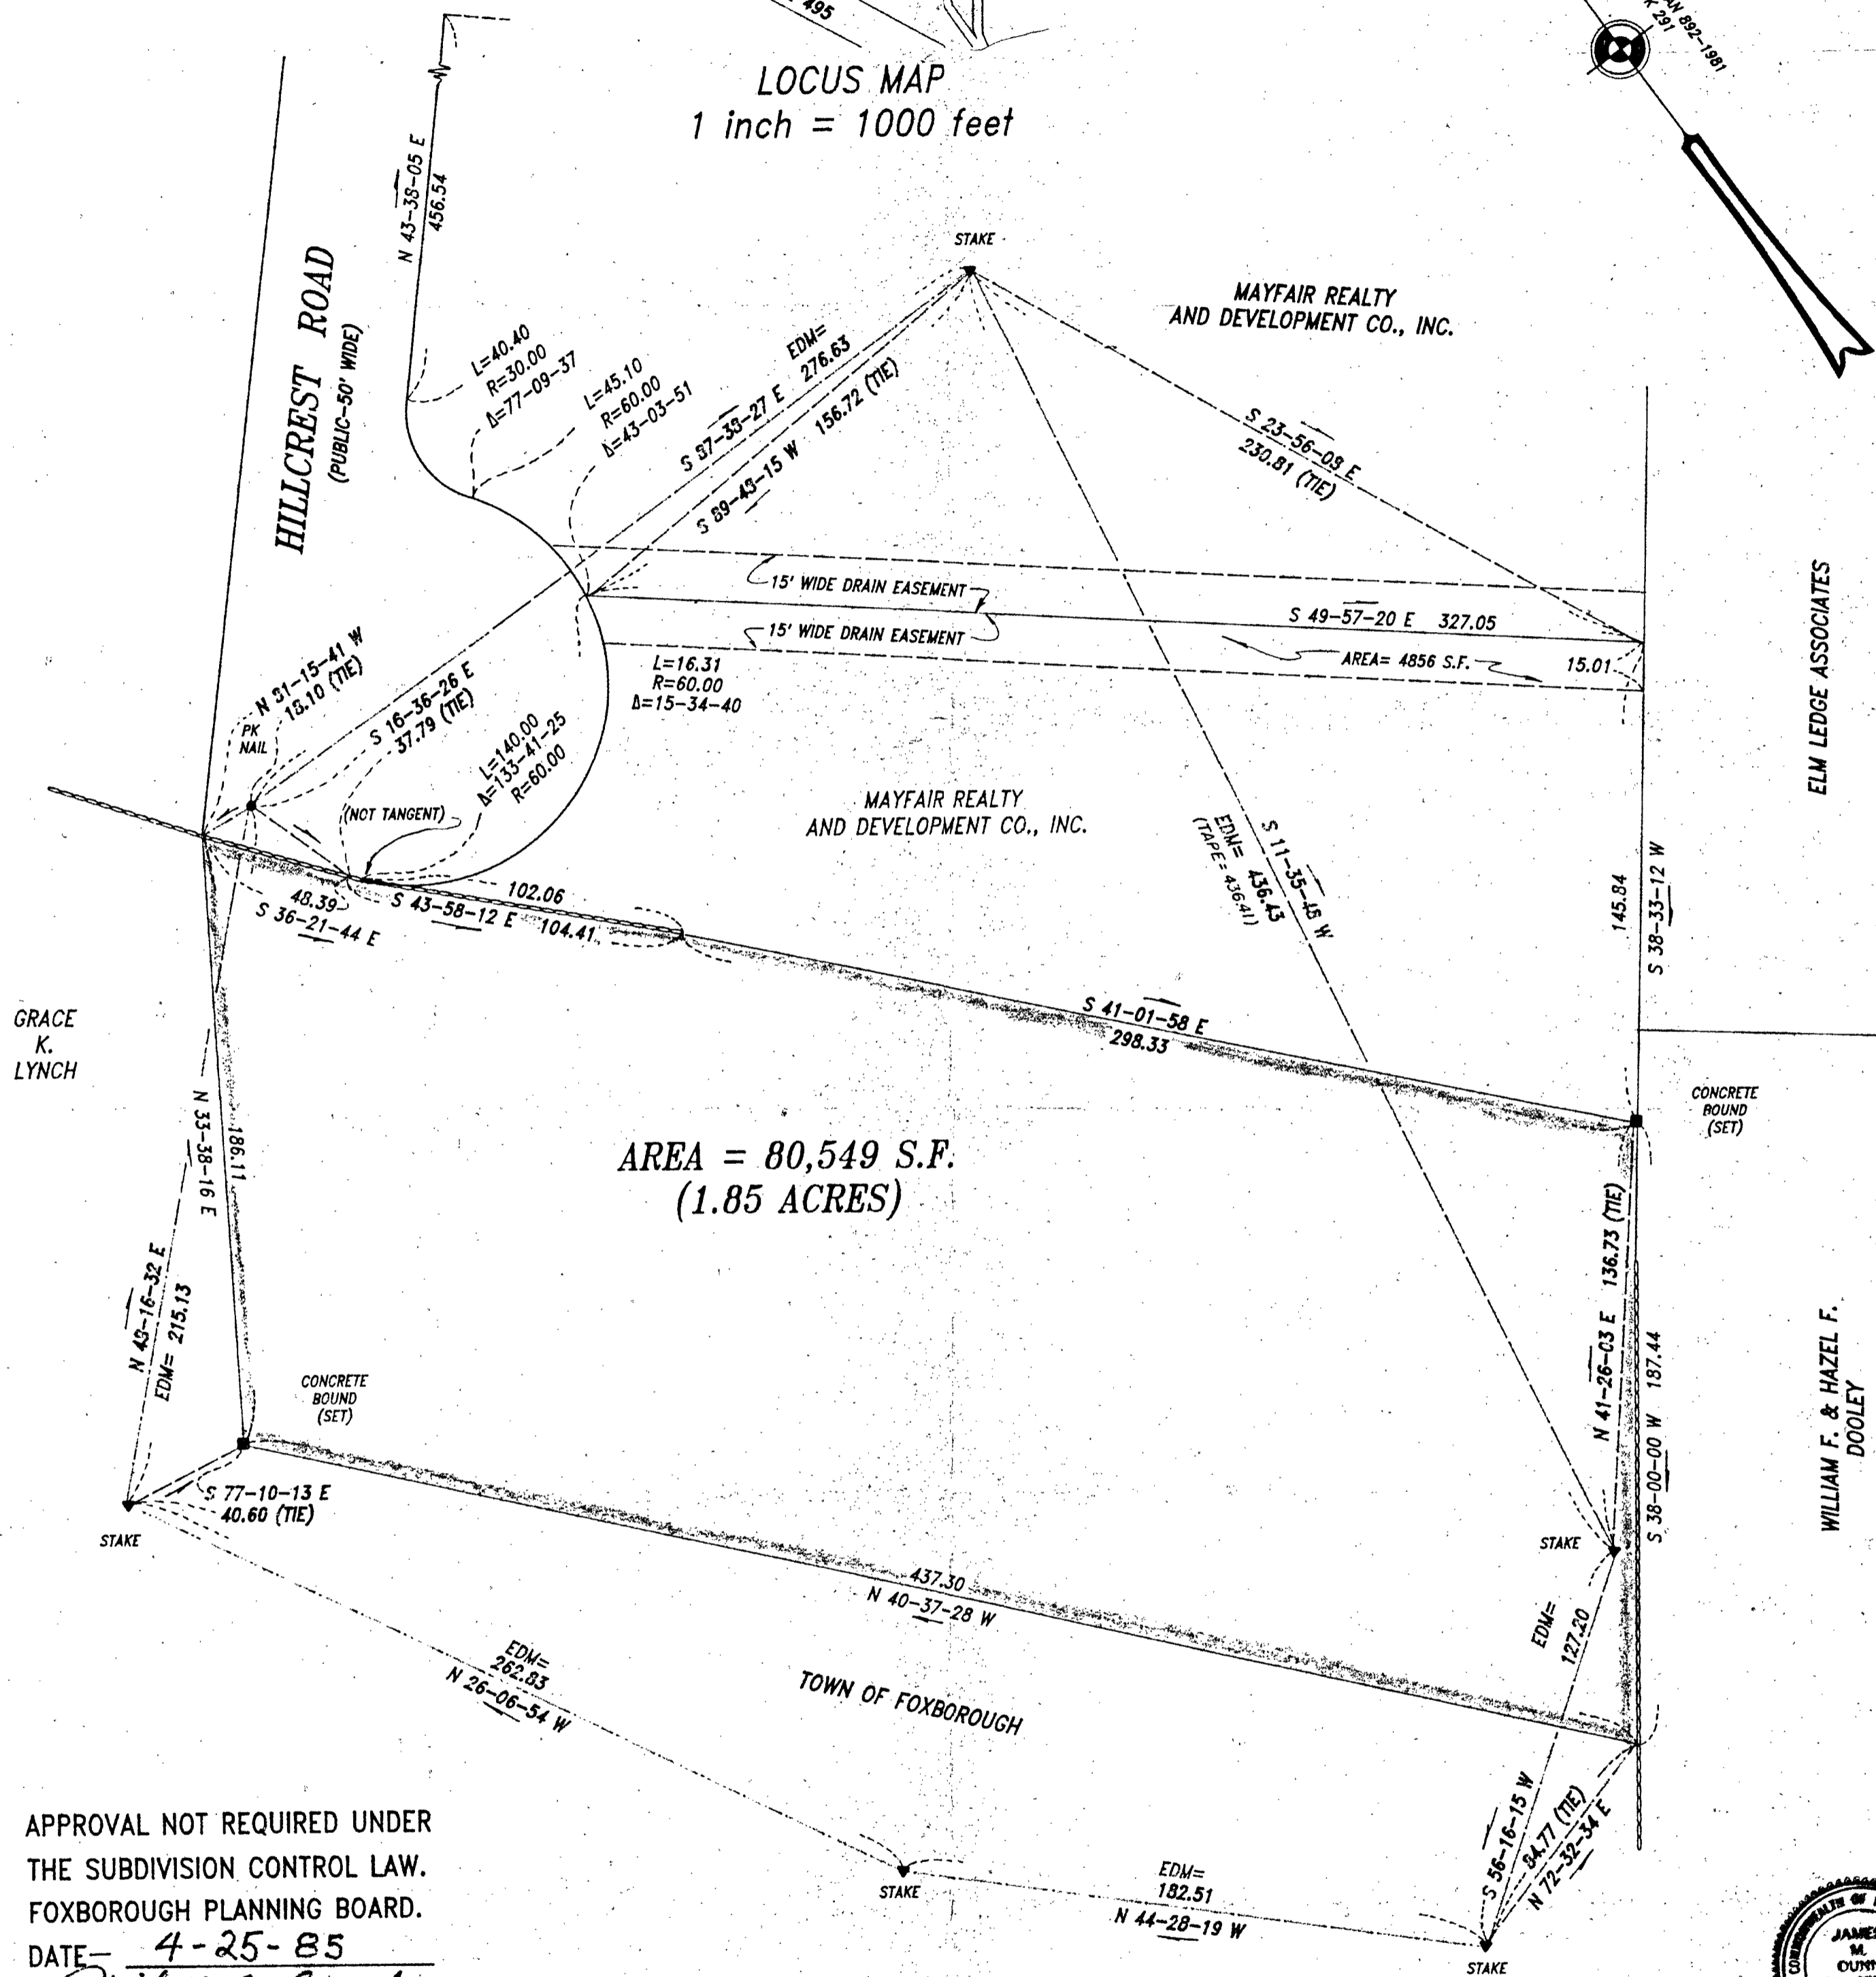 495
AN 892-1981
K 291
LOCUS MAP
1 inch = 1000 feet
N 43-38-05 E
456.54
HILLCREST ROAD
(PUBLIC-50' WIDE)
STAKE
MAYFAIR REALTY
AND DEVELOPMENT CO., INC.
L=40.40
R=30.00
Δ=77-09-37
L=45.10
R=60.00
Δ=43-03-51
EDM=
276.63
S 87-38-27 E
S 89-43-15 W 156.72 (TIE)
S 23-56-08 E
230.81 (TIE)
15' WIDE DRAIN EASEMENT
S 49-57-20 E 327.05
15' WIDE DRAIN EASEMENT
AREA= 4856 S.F.
15.01
L=16.31
R=60.00
Δ=15-34-40
N 31-15-41 W
18.10 (TIE)
PK
NAIL
S 16-36-26 E
37.79 (TIE)
L=140.00
Δ=133-41-25
R=60.00
(NOT TANGENT)
MAYFAIR REALTY
AND DEVELOPMENT CO., INC.
S 11-35-46 W
EDM= 436.43
(TAPE=436.41)
ELM LEDGE ASSOCIATES
145.84
S 38-33-12 W
48.39
S 36-21-44 E
102.06
S 43-58-12 E 104.41
S 41-01-58 E
298.33
GRACE
K.
LYNCH
CONCRETE
BOUND
(SET)
N 33-38-16 E
186.11
AREA = 80,549 S.F.
(1.85 ACRES)
N 43-16-32 E
EDM= 215.13
N 41-26-03 E 136.73 (TIE)
S 38-00-00 W 187.44
WILLIAM F. & HAZEL F.
DOOLEY
CONCRETE
BOUND
(SET)
S 77-10-13 E
40.60 (TIE)
STAKE
STAKE
437.30
N 40-37-28 W
EDM=
127.20
EDM=
262.83
N 26-06-54 W
TOWN OF FOXBOROUGH
S 56-16-15 W
84.77 (TIE)
N 72-32-34 E
STAKE
EDM=
182.51
N 44-28-19 W
STAKE
APPROVAL NOT REQUIRED UNDER
THE SUBDIVISION CONTROL LAW.
FOXBOROUGH PLANNING BOARD.
DATE- 4-25-85
COMMONWEALTH OF
JAMES
M.